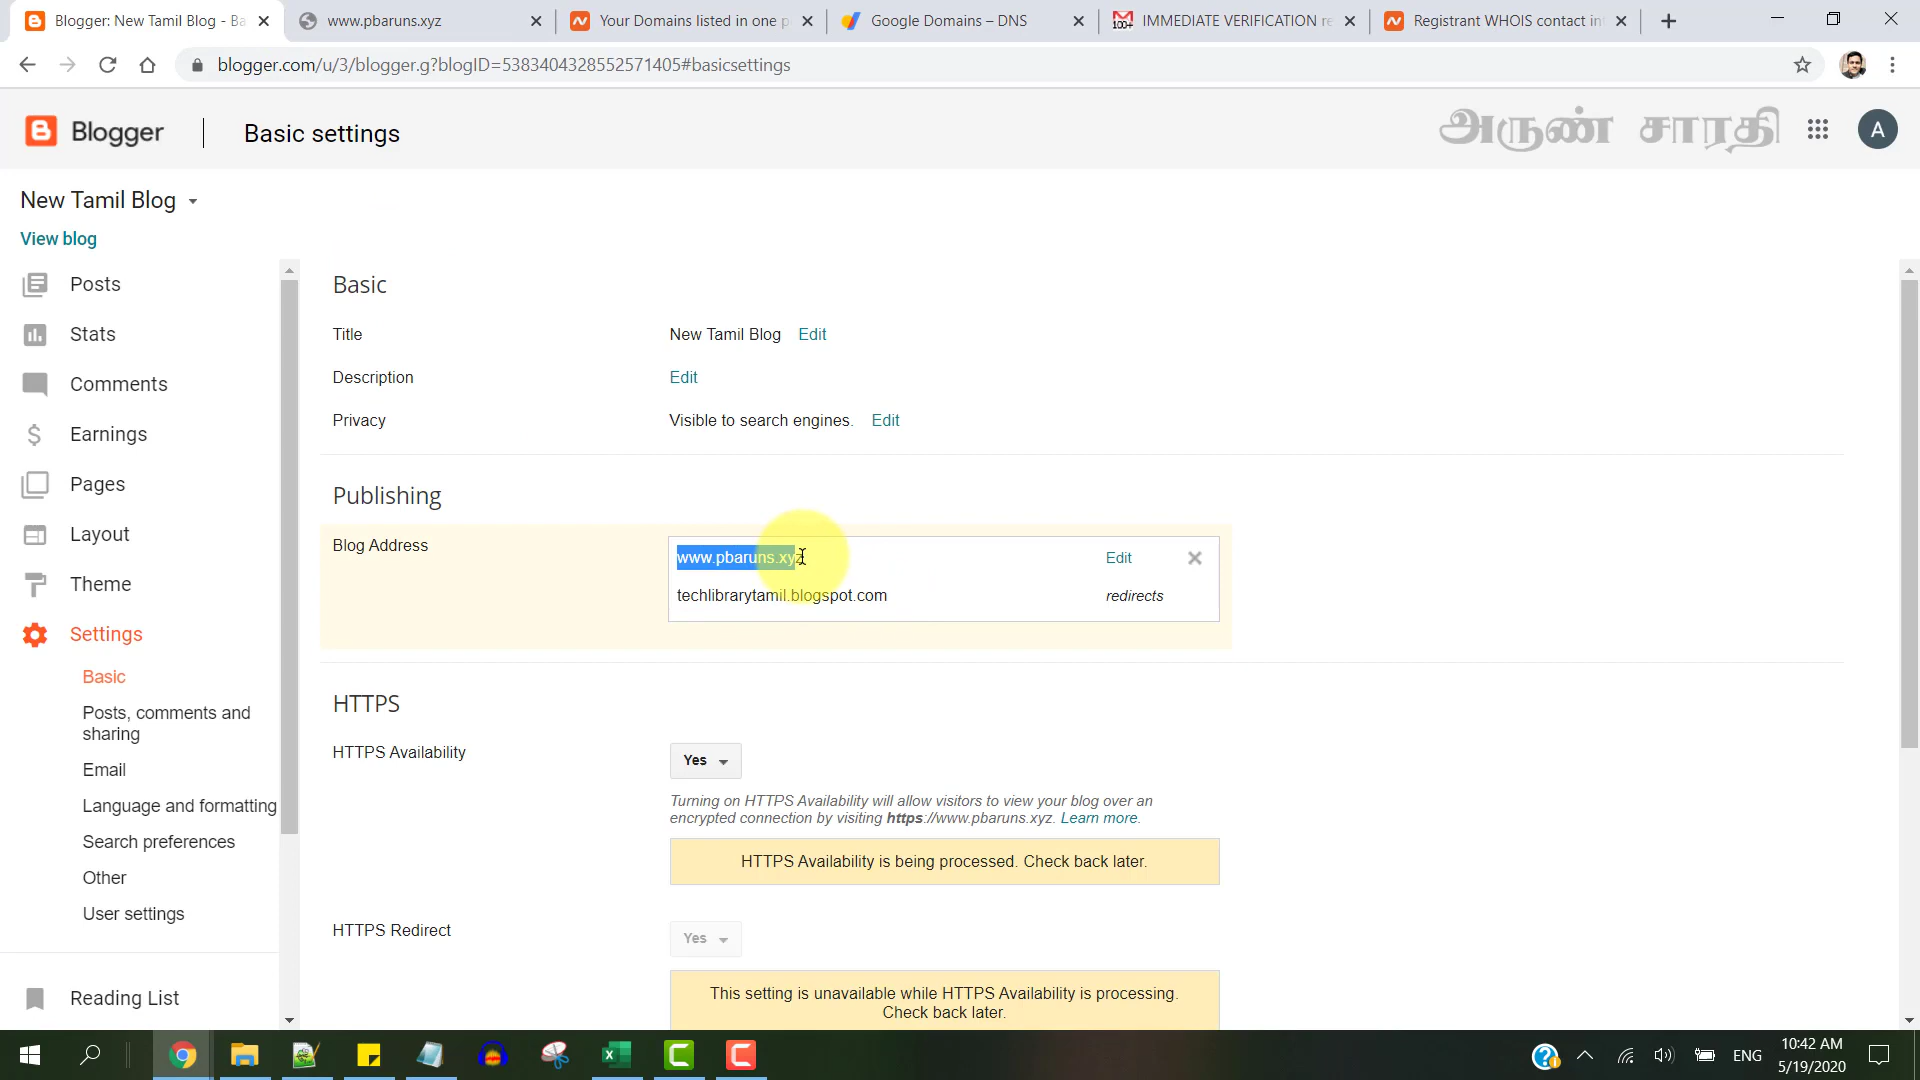 Blogger: New Tamil Blog - Ba
www.pbaruns.xyz
Your Domains listed in one p
Google Domains – DNS
100+
IMMEDIATE VERIFICATION re
Registrant WHOIS contact in
blogger.com/u/3/blogger.g?blogID=5383404328552571405#basicsettings
Blogger
Basic settings
அருண் சாரதி
A
New Tamil Blog
View blog
Posts
Stats
Comments
Earnings
Pages
Layout
Theme
Settings
Basic
Posts, comments and
sharing
Email
Language and formatting
Search preferences
Other
User settings
Reading List
Basic
Title
New Tamil Blog Edit
Description
Edit
Privacy
Visible to search engines. Edit
Publishing
Blog Address
www.pbaruns.xyz Edit
techlibrarytamil.blogspot.com redirects
HTTPS
HTTPS Availability
Yes
Turning on HTTPS Availability will allow visitors to view your blog over an
encrypted connection by visiting https://www.pbaruns.xyz. Learn more.
HTTPS Availability is being processed. Check back later.
HTTPS Redirect
Yes
This setting is unavailable while HTTPS Availability is processing.
Check back later.
ENG
10:42 AM
5/19/2020